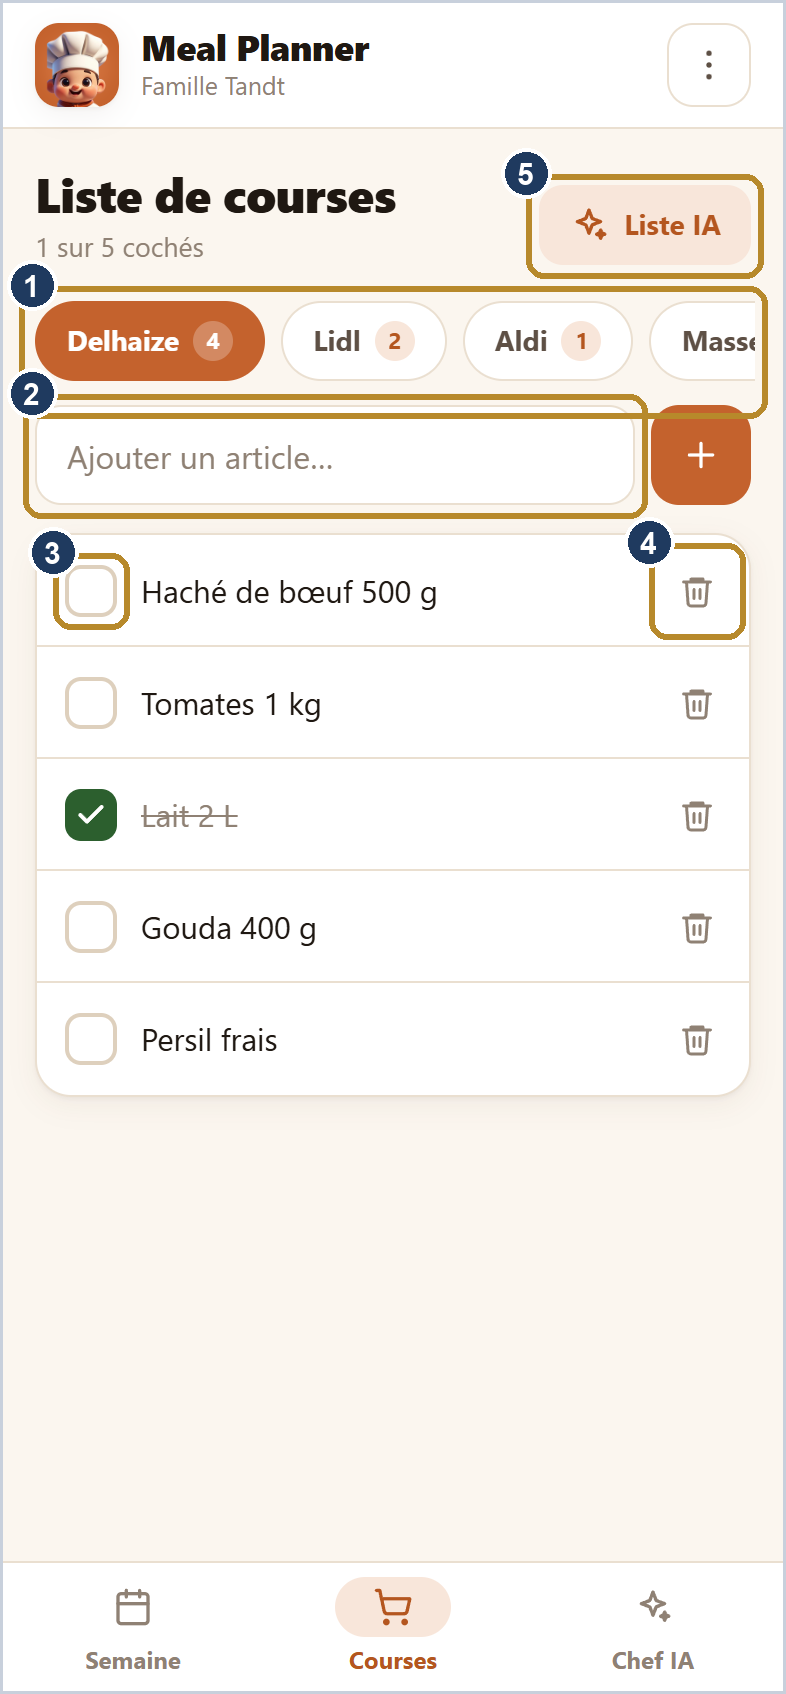 Meal Planner
Famille Tandt
5
Liste de courses
Liste IA
1 sur 5 cochés
1
Delhaize 4
Lidl 2
Aldi 1
Masse
2
Ajouter un article...
3
4
Haché de bœuf 500 g
Tomates 1 kg
Lait 2 L
Gouda 400 g
Persil frais
Semaine
Courses
Chef IA